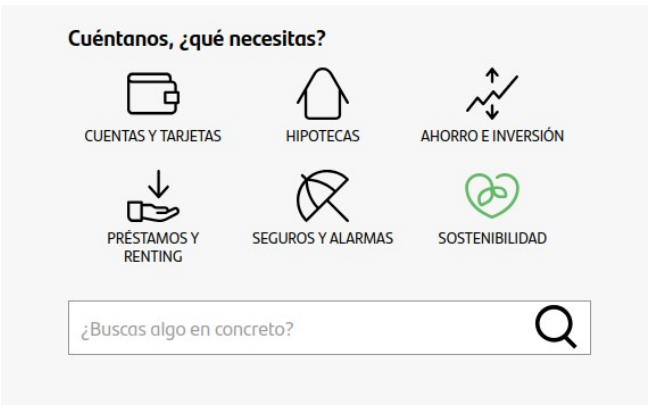 Cuéntanos, ¿qué necesitas?
CUENTAS Y TARJETAS
HIPOTECAS
AHORRO E INVERSIÓN
PRÉSTAMOS Y
RENTING
SEGUROS Y ALARMAS
SOSTENIBILIDAD
¿Buscas algo en concreto?